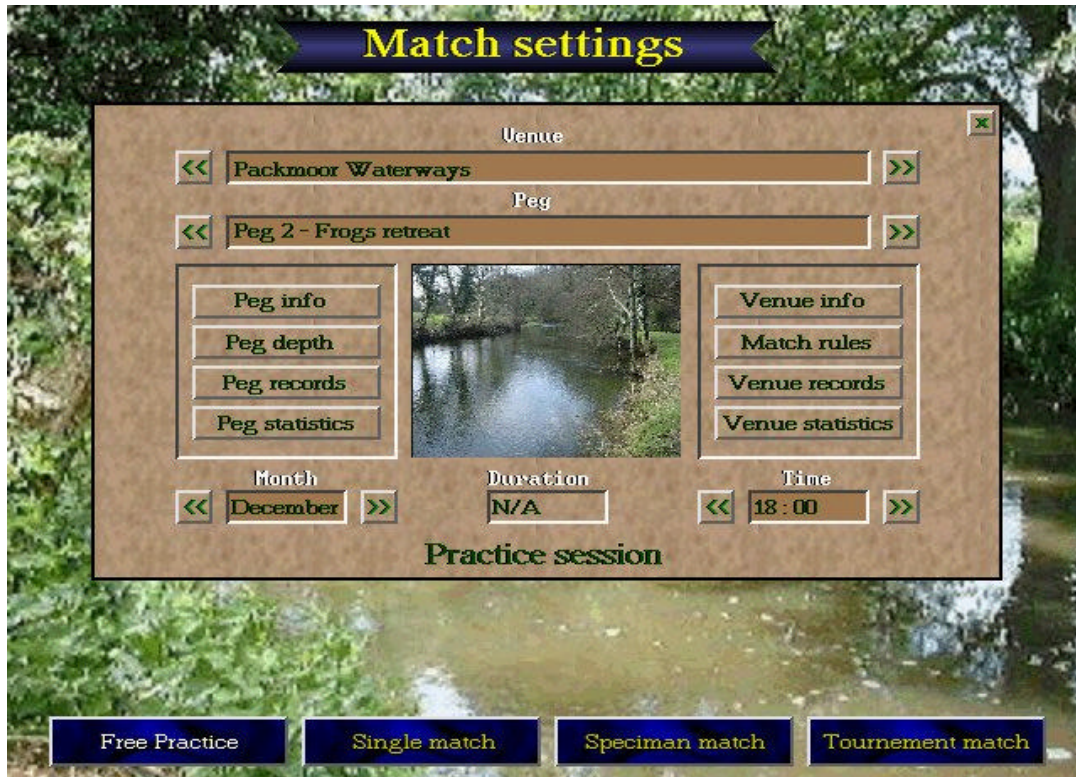 Match settings
x
Venue
<< Packmoor Waterways >>
Peg
<< Peg 2 - Frogs retreat >>
Peg info
Peg depth
Peg records
Peg statistics
Venue info
Match rules
Venue records
Venue statistics
Month Duration Time
<< December >> N/A << 18 : 00 >>
Practice session
Free Practice Single match Speciman match Tournement match